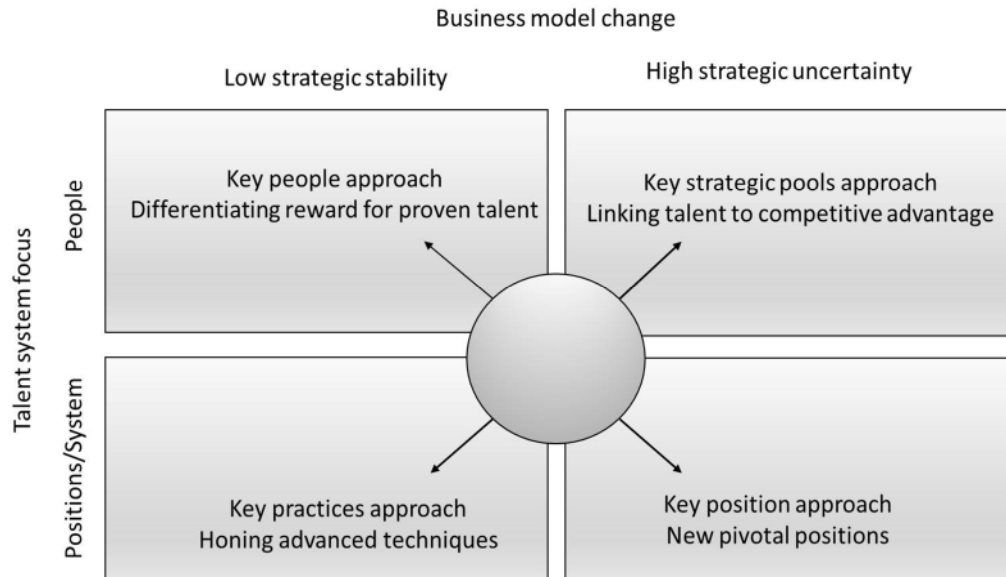 Business model change
Low strategic stability
High strategic uncertainty
Talent system focus
People
Key people approach
Differentiating reward for proven talent
Key strategic pools approach
Linking talent to competitive advantage
Positions/System
Key practices approach
Honing advanced techniques
Key position approach
New pivotal positions